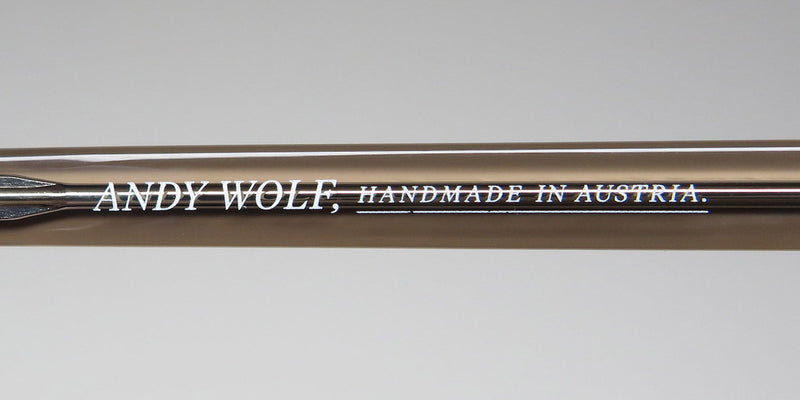 ANDY WOLF, HANDMADE IN AUSTRIA.